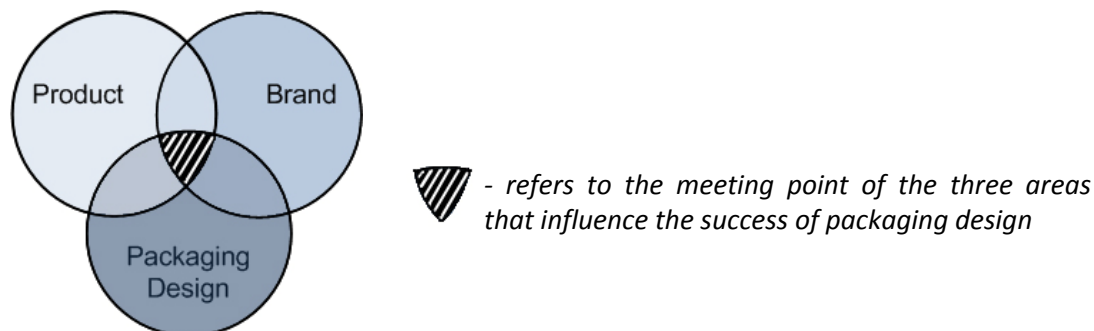 Product
Brand
Packaging
Design
- refers to the meeting point of the three areas
that influence the success of packaging design